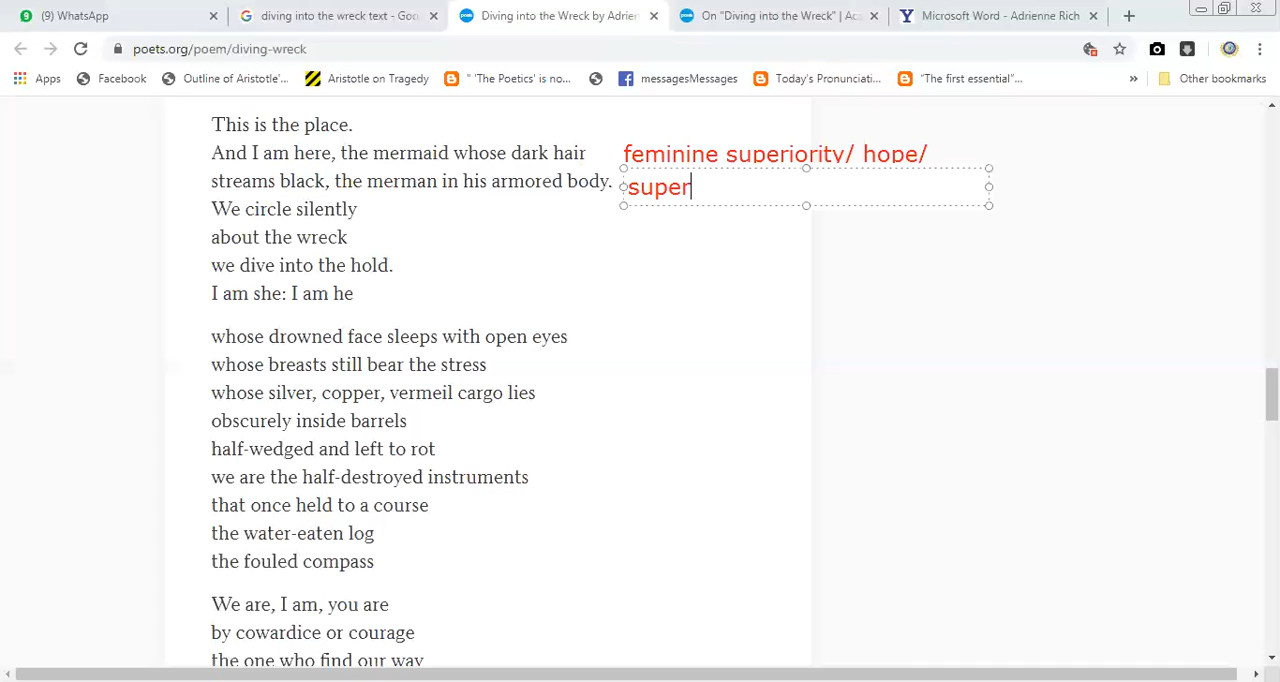 (9) WhatsApp
diving into the wreck text - Goo
Diving into the Wreck by Adrien
On "Diving into the Wreck" | Aca
Microsoft Word - Adrienne Rich
poets.org/poem/diving-wreck
Apps
Facebook
Outline of Aristotle'...
Aristotle on Tragedy
" 'The Poetics' is no...
messagesMessages
Today's Pronunciati...
"The first essential"...
»
Other bookmarks
This is the place.
And I am here, the mermaid whose dark hair
feminine superiority/ hope/
streams black, the merman in his armored body.
super
We circle silently
about the wreck
we dive into the hold.
I am she: I am he
whose drowned face sleeps with open eyes
whose breasts still bear the stress
whose silver, copper, vermeil cargo lies
obscurely inside barrels
half-wedged and left to rot
we are the half-destroyed instruments
that once held to a course
the water-eaten log
the fouled compass
We are, I am, you are
by cowardice or courage
the one who find our way